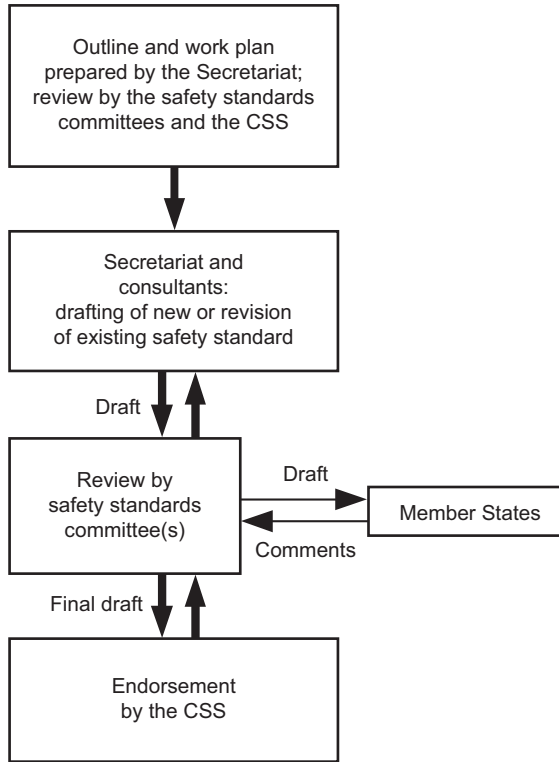 Outline and work plan
prepared by the Secretariat;
review by the safety standards
committees and the CSS
Secretariat and
consultants:
drafting of new or revision
of existing safety standard
Draft
Review by
safety standards
committee(s)
Draft
Member States
Comments
Final draft
Endorsement
by the CSS